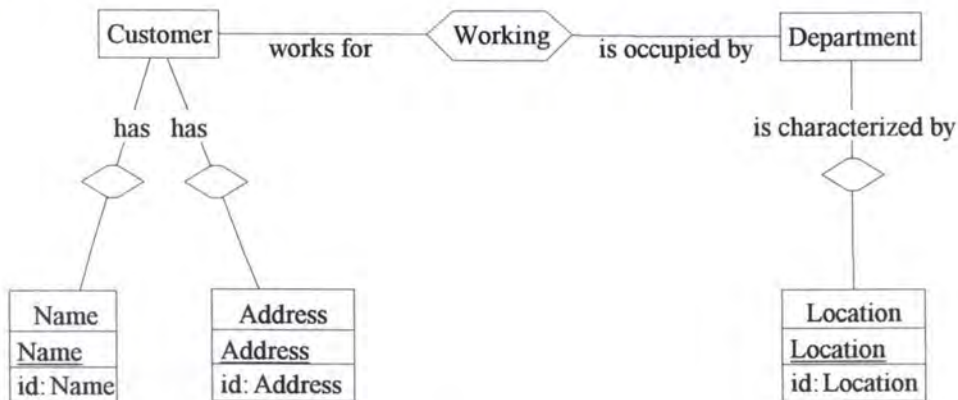 Customer
works for
Working
is occupied by
Department
has
has
is characterized by
Name
Name
id: Name
Address
Address
id: Address
Location
Location
id: Location